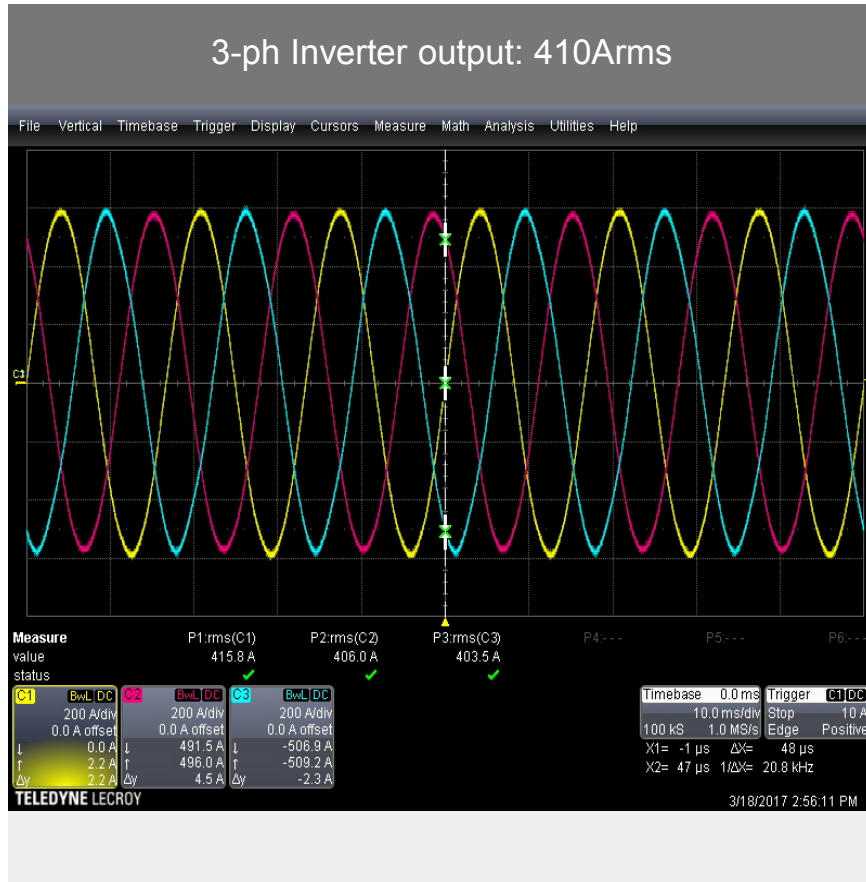 3-ph Inverter output: 410Arms
File Vertical Timebase Trigger Display Cursors Measure Math Analysis Utilities Help
C3
Measure P1:rms(C1) P2:rms(C2) P3:rms(C3) P4:--- P5:--- P6:---
value 415.8 A 406.0 A 403.5 A
status
C1 BwL DC C2 BwL DC C3 BwL DC Timebase 0.0 ms Trigger C1 DC
200 A/div 200 A/div 200 A/div 10.0 ms/div Stop 10 A
0.0 A offset 0.0 A offset 0.0 A offset 100 kS 1.0 MS/s Edge Positive
↓ 0.0 A ↓ 491.5 A ↓ -506.9 A X1= -1 µs ΔX= 48 µs
↑ 2.2 A ↑ 496.0 A ↑ -509.2 A X2= 47 µs 1/ΔX= 20.8 kHz
Δy 2.2 A Δy 4.5 A Δy -2.3 A
TELEDYNE LECROY 3/18/2017 2:56:11 PM